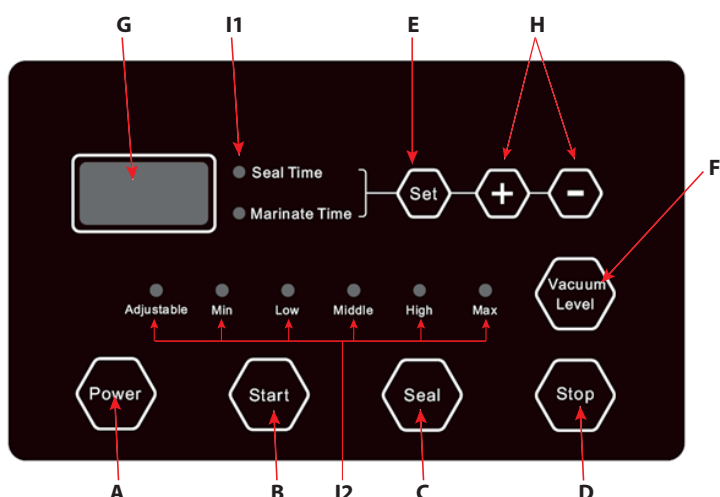 G I1 E H
Seal Time
Set + -
Marinate Time
F
Vacuum
Level
Adjustable Min Low Middle High Max
Power Start Seal Stop
A B I2 C D